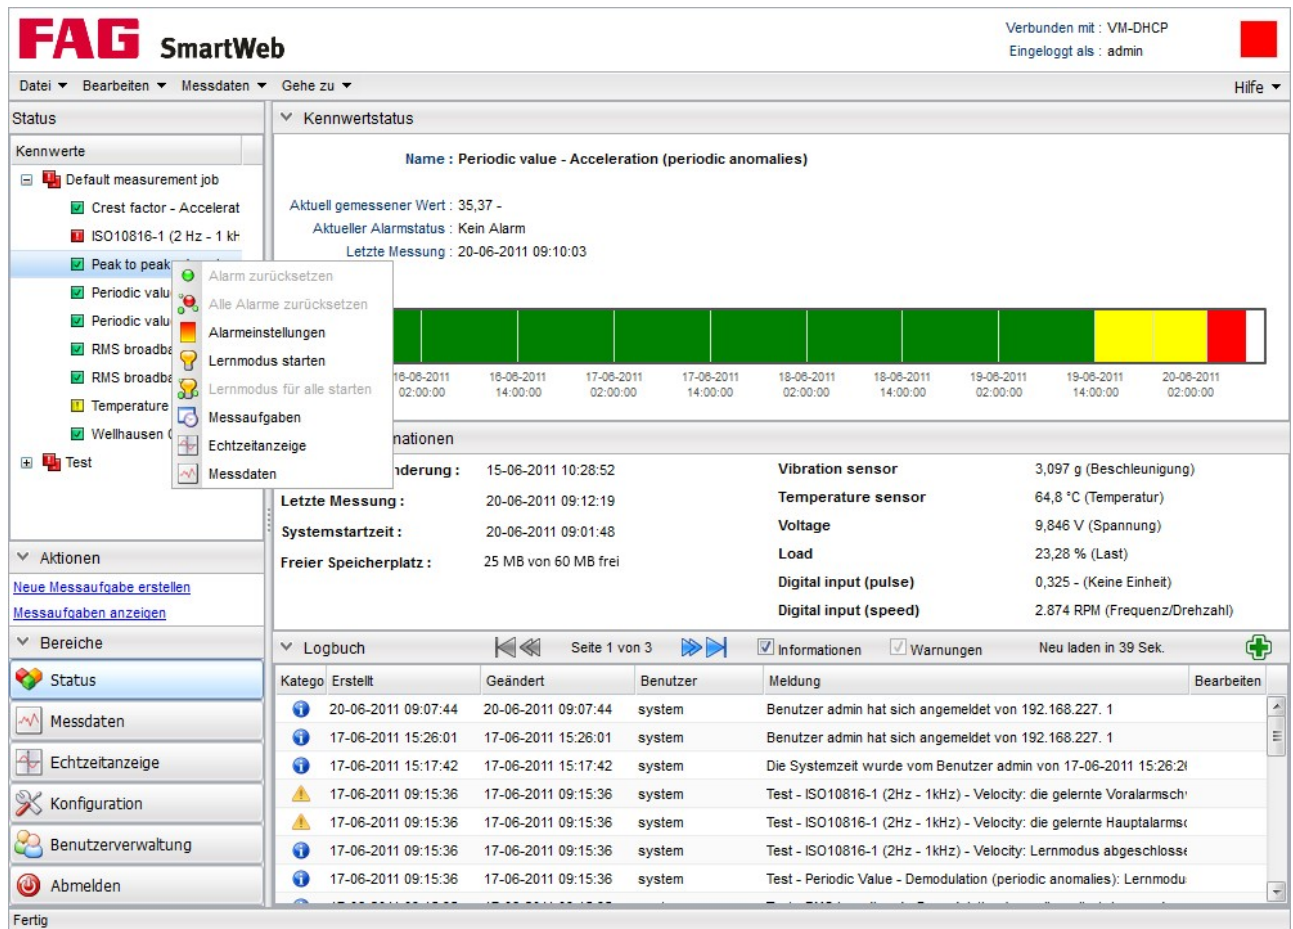 FAG SmartWeb
Verbunden mit : VM-DHCP
Eingeloggt als : admin
Datei Bearbeiten Messdaten Gehe zu Hilfe
Status
Kennwerte
Default measurement job
Crest factor - Accelerat
ISO10816-1 (2 Hz - 1 kH
Peak to peak
Periodic valu
Periodic valu
RMS broadba
RMS broadba
Temperature
Wellhausen
Test
Alarm zurücksetzen
Alle Alarme zurücksetzen
Alarmeinstellungen
Lernmodus starten
Lernmodus für alle starten
Messaufgaben
Echtzeitanzeige
Messdaten
Aktionen
Neue Messaufgabe erstellen
Messaufgaben anzeigen
Bereiche
Status
Messdaten
Echtzeitanzeige
Konfiguration
Benutzerverwaltung
Abmelden
Kennwertstatus
Name : Periodic value - Acceleration (periodic anomalies)
Aktuell gemessener Wert : 35,37 -
Aktueller Alarmstatus : Kein Alarm
Letzte Messung : 20-06-2011 09:10:03
16-06-2011 16-06-2011 17-06-2011 17-06-2011 18-06-2011 18-06-2011 19-06-2011 19-06-2011 20-06-2011
02:00:00 14:00:00 02:00:00 14:00:00 02:00:00 14:00:00 02:00:00 14:00:00 02:00:00
mationen
nderung : 15-06-2011 10:28:52
Letzte Messung : 20-06-2011 09:12:19
Systemstartzeit : 20-06-2011 09:01:48
Freier Speicherplatz : 25 MB von 60 MB frei
Vibration sensor 3,097 g (Beschleunigung)
Temperature sensor 64,8 °C (Temperatur)
Voltage 9,846 V (Spannung)
Load 23,28 % (Last)
Digital input (pulse) 0,325 - (Keine Einheit)
Digital input (speed) 2.874 RPM (Frequenz/Drehzahl)
Logbuch Seite 1 von 3 Informationen Warnungen Neu laden in 39 Sek.
Katego Erstellt Geändert Benutzer Meldung Bearbeiten
20-06-2011 09:07:44 20-06-2011 09:07:44 system Benutzer admin hat sich angemeldet von 192.168.227. 1
17-06-2011 15:26:01 17-06-2011 15:26:01 system Benutzer admin hat sich angemeldet von 192.168.227. 1
17-06-2011 15:17:42 17-06-2011 15:17:42 system Die Systemzeit wurde vom Benutzer admin von 17-06-2011 15:26:2
17-06-2011 09:15:36 17-06-2011 09:15:36 system Test - ISO10816-1 (2Hz - 1kHz) - Velocity: die gelernte Voralarmsch
17-06-2011 09:15:36 17-06-2011 09:15:36 system Test - ISO10816-1 (2Hz - 1kHz) - Velocity: die gelernte Hauptalarmsc
17-06-2011 09:15:36 17-06-2011 09:15:36 system Test - ISO10816-1 (2Hz - 1kHz) - Velocity: Lernmodus abgeschlosse
17-06-2011 09:15:36 17-06-2011 09:15:36 system Test - Periodic Value - Demodulation (periodic anomalies): Lernmodu
Fertig